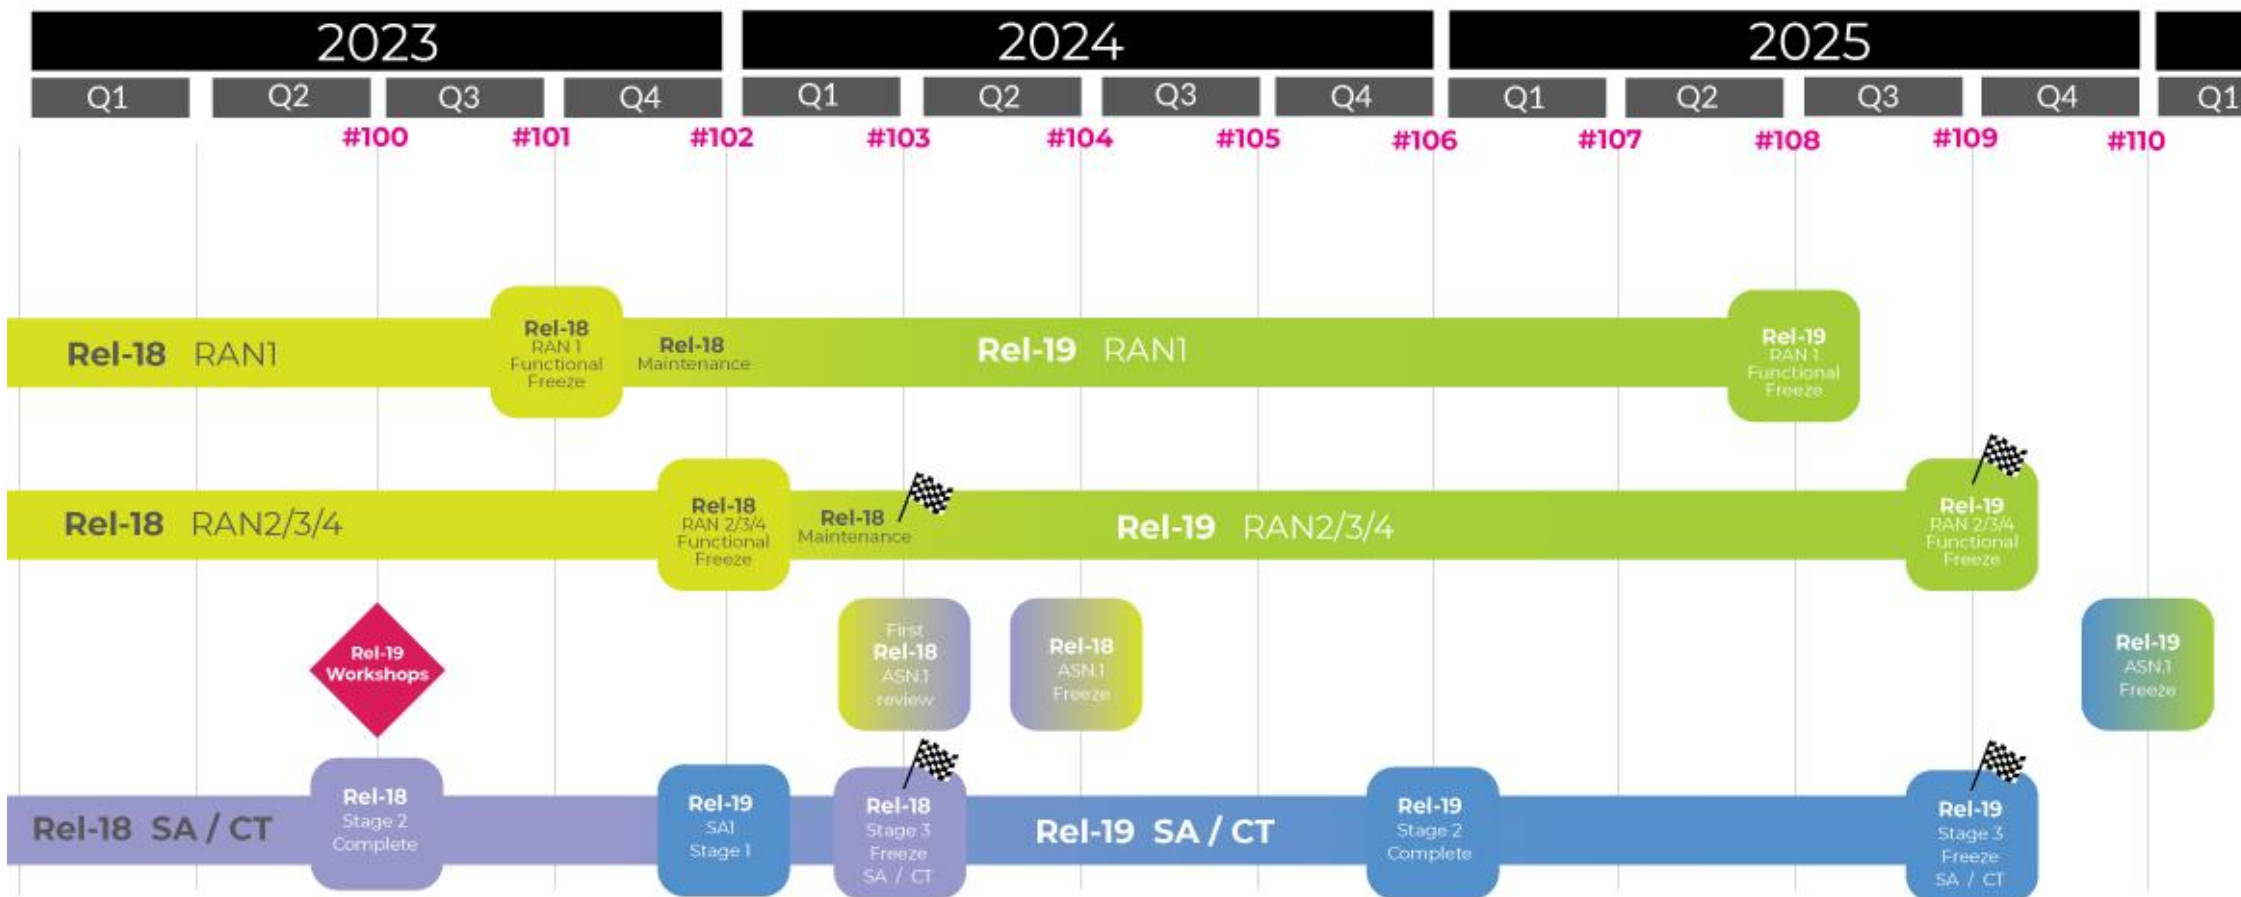 2023
2024
2025
Q1
Q2
Q3
Q4
Q1
Q2
Q3
Q4
Q1
Q2
Q3
Q4
Q1
#100
#101
#102
#103
#104
#105
#106
#107
#108
#109
#110
Rel-18 RAN1
Rel-18
RAN 1
Functional
Freeze
Rel-18
Maintenance
Rel-19 RAN1
Rel-19
RAN 1
Functional
Freeze
Rel-18 RAN2/3/4
Rel-18
RAN 2/3/4
Functional
Freeze
Rel-18
Maintenance
Rel-19 RAN2/3/4
Rel-19
RAN 2/3/4
Functional
Freeze
Rel-19
Workshops
First
Rel-18
ASN.1
review
Rel-18
ASN.1
Freeze
Rel-19
ASN.1
Freeze
Rel-18 SA / CT
Rel-18
Stage 2
Complete
Rel-19
SA1
Stage 1
Rel-18
Stage 3
Freeze
SA / CT
Rel-19 SA / CT
Rel-19
Stage 2
Complete
Rel-19
Stage 3
Freeze
SA / CT